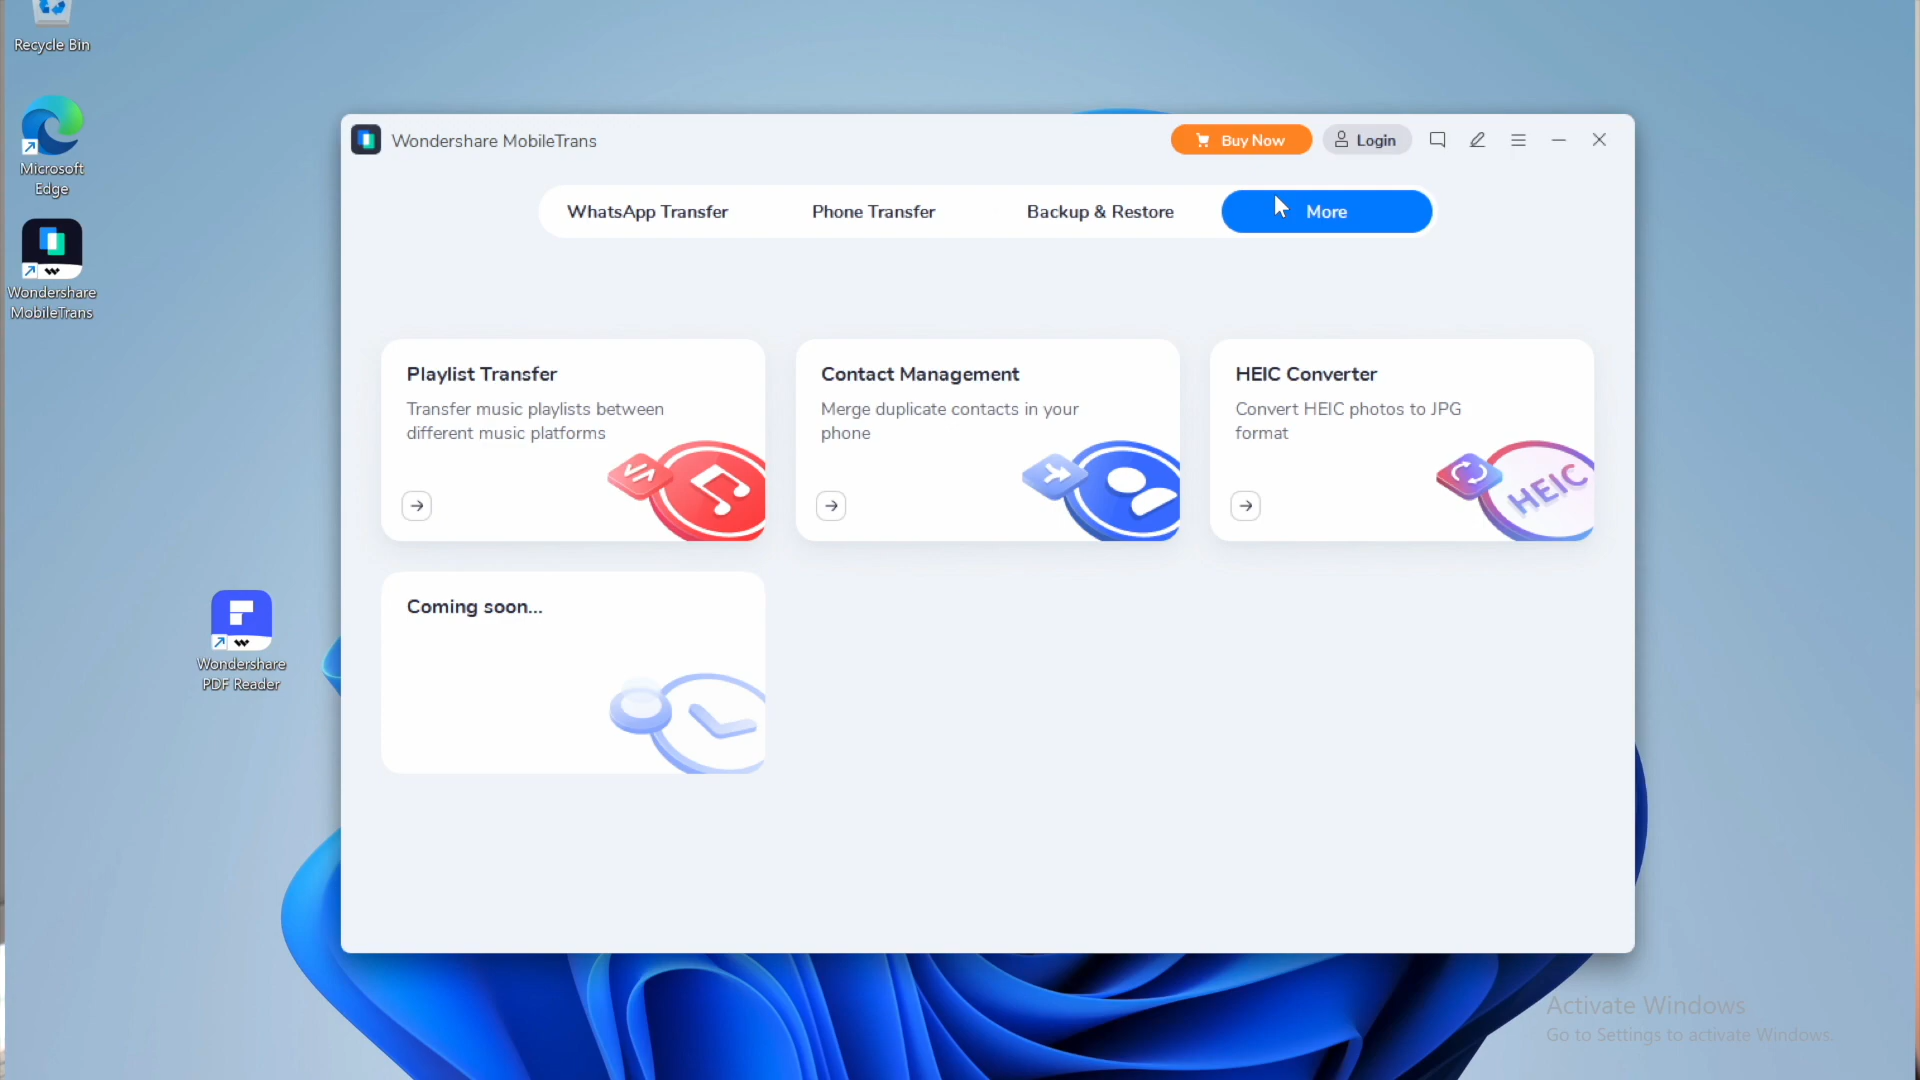 Recycle Bin
Microsoft
Edge
Wondershare
MobileTrans
Wondershare
PDF Reader
Wondershare MobileTrans
Buy Now
Login
WhatsApp Transfer
Phone Transfer
Backup & Restore
More
Playlist Transfer
Transfer music playlists between
different music platforms
Contact Management
Merge duplicate contacts in your
phone
HEIC Converter
Convert HEIC photos to JPG
format
HEIC
Coming soon...
Activate Windows
Go to Settings to activate Windows.